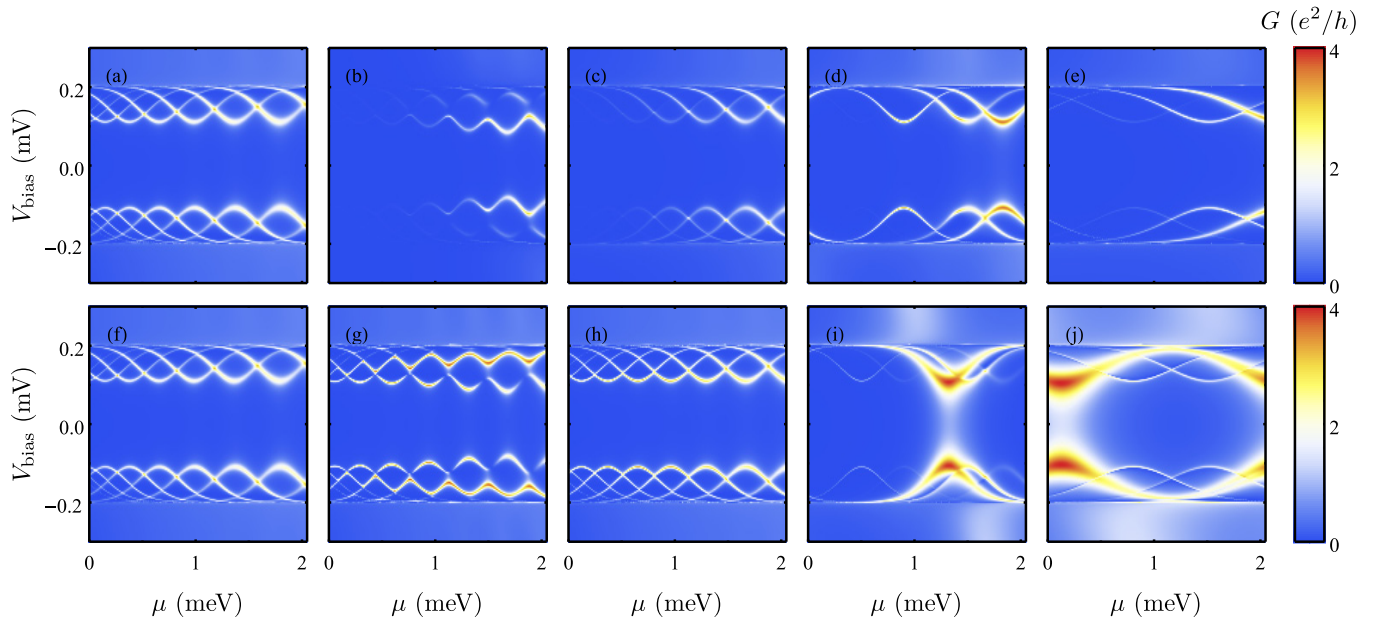 G (e²/h)
(a) (b) (c) (d) (e) 4
0.2
V_bias (mV) 0.0 2
−0.2
0
(f) (g) (h) (i) (j) 4
0.2
V_bias (mV) 0.0 2
−0.2
0
0 1 2 0 1 2 0 1 2 0 1 2 0 1 2
μ (meV) μ (meV) μ (meV) μ (meV) μ (meV)